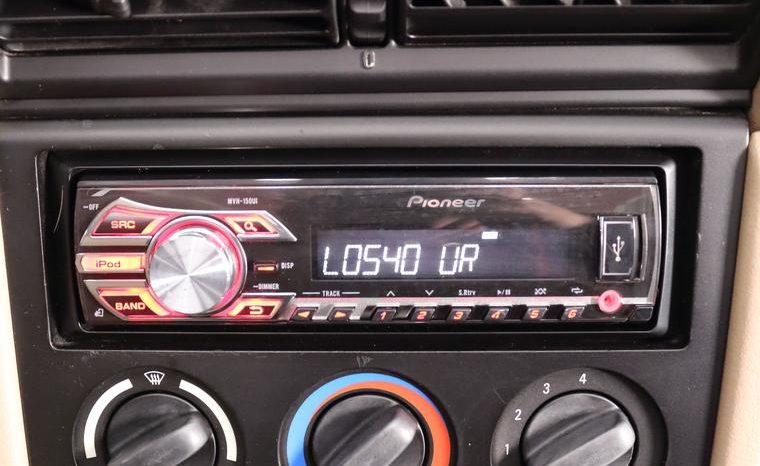 OFF
MVH-150UI
PIONEER
SRC
iPod
DISP
LOS40 UR
DIMMER
BAND
TRACK
S.Rtrv
1 2 3 4 5 6
1 2 3 4